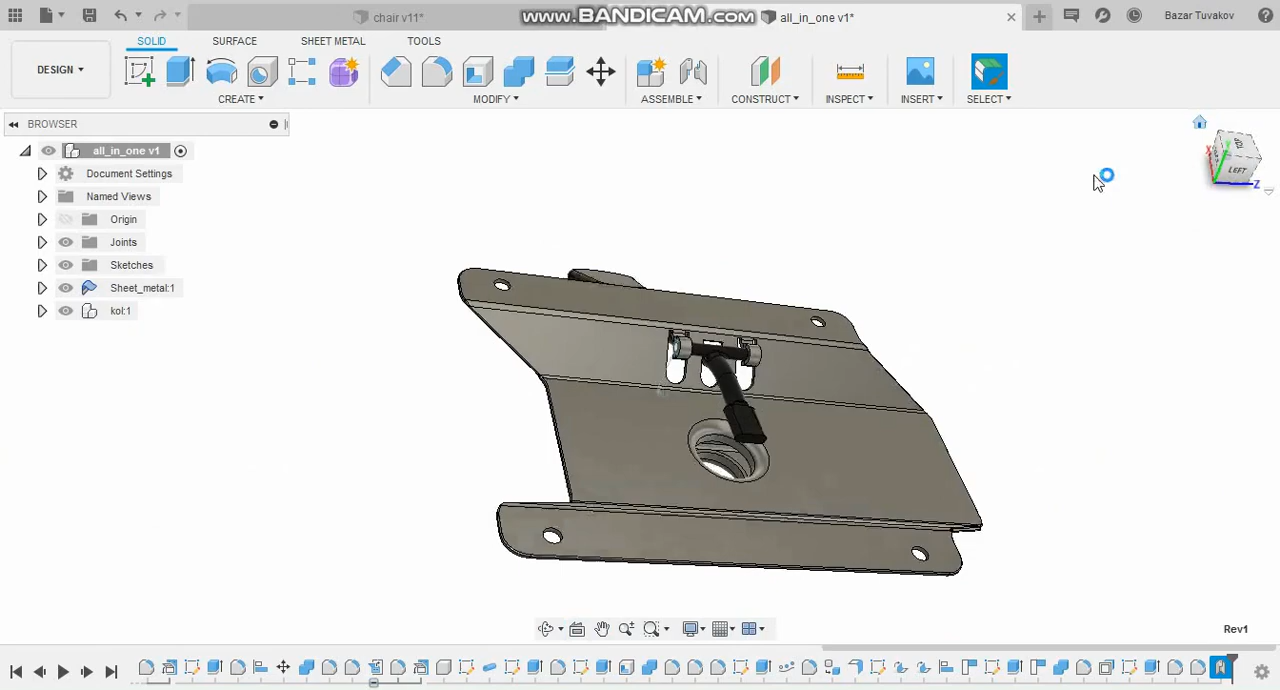 chair v11*
www.BANDICAM.com
all_in_one v1*
Bazar Tuvakov
SOLID
SURFACE
SHEET METAL
TOOLS
DESIGN
CREATE
MODIFY
ASSEMBLE
CONSTRUCT
INSPECT
INSERT
SELECT
BROWSER
all_in_one v1
Document Settings
Named Views
Origin
Joints
Sketches
Sheet_metal:1
kol:1
TOP
LEFT
X
Z
Rev1